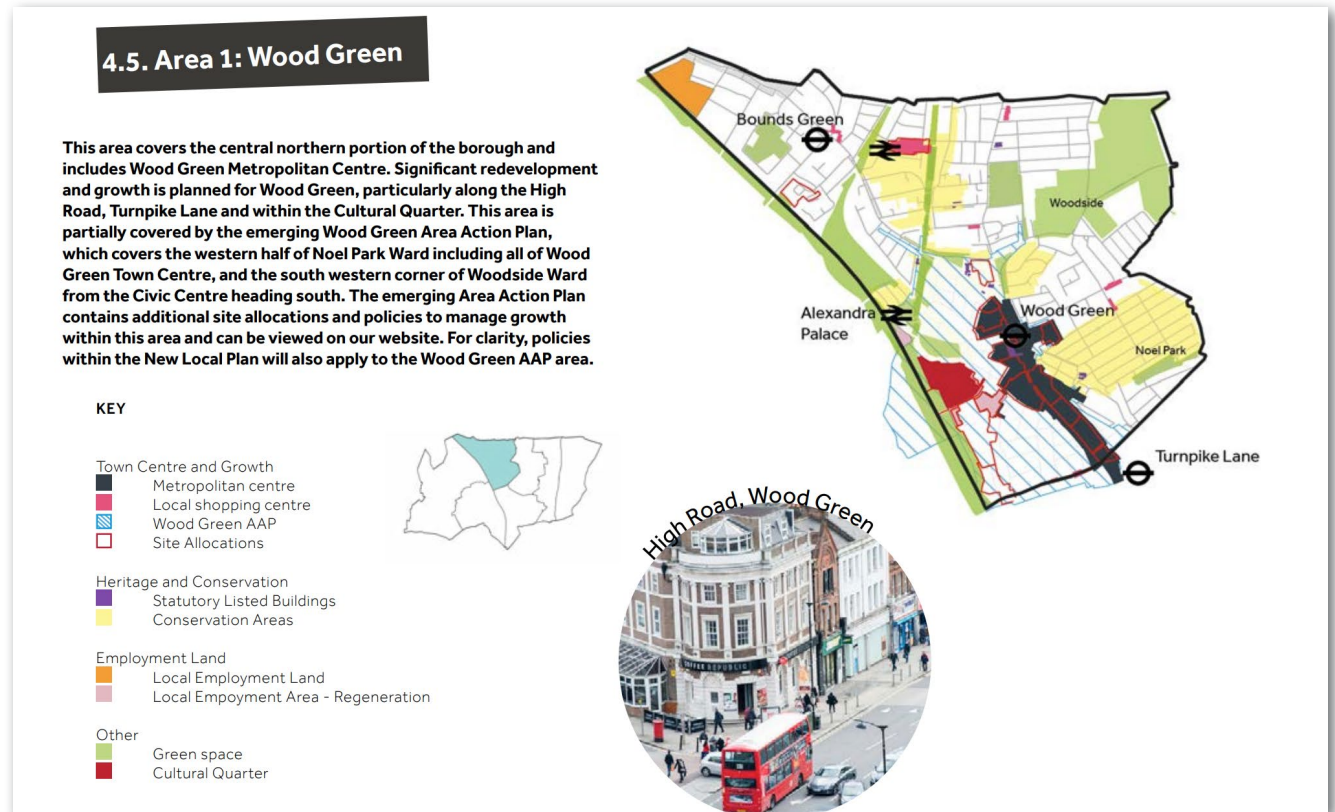 4.5. Area 1: Wood Green
This area covers the central northern portion of the borough and
includes Wood Green Metropolitan Centre. Significant redevelopment
and growth is planned for Wood Green, particularly along the High
Road, Turnpike Lane and within the Cultural Quarter. This area is
partially covered by the emerging Wood Green Area Action Plan,
which covers the western half of Noel Park Ward including all of Wood
Green Town Centre, and the south western corner of Woodside Ward
from the Civic Centre heading south. The emerging Area Action Plan
contains additional site allocations and policies to manage growth
within this area and can be viewed on our website. For clarity, policies
within the New Local Plan will also apply to the Wood Green AAP area.
KEY
Town Centre and Growth
Metropolitan centre
Local shopping centre
Wood Green AAP
Site Allocations
Heritage and Conservation
Statutory Listed Buildings
Conservation Areas
Employment Land
Local Employment Land
Local Empoyment Area - Regeneration
Other
Green space
Cultural Quarter
Bounds Green
Woodside
Alexandra
Palace
Wood Green
Noel Park
Turnpike Lane
High Road, Wood Green
REPUBLIC